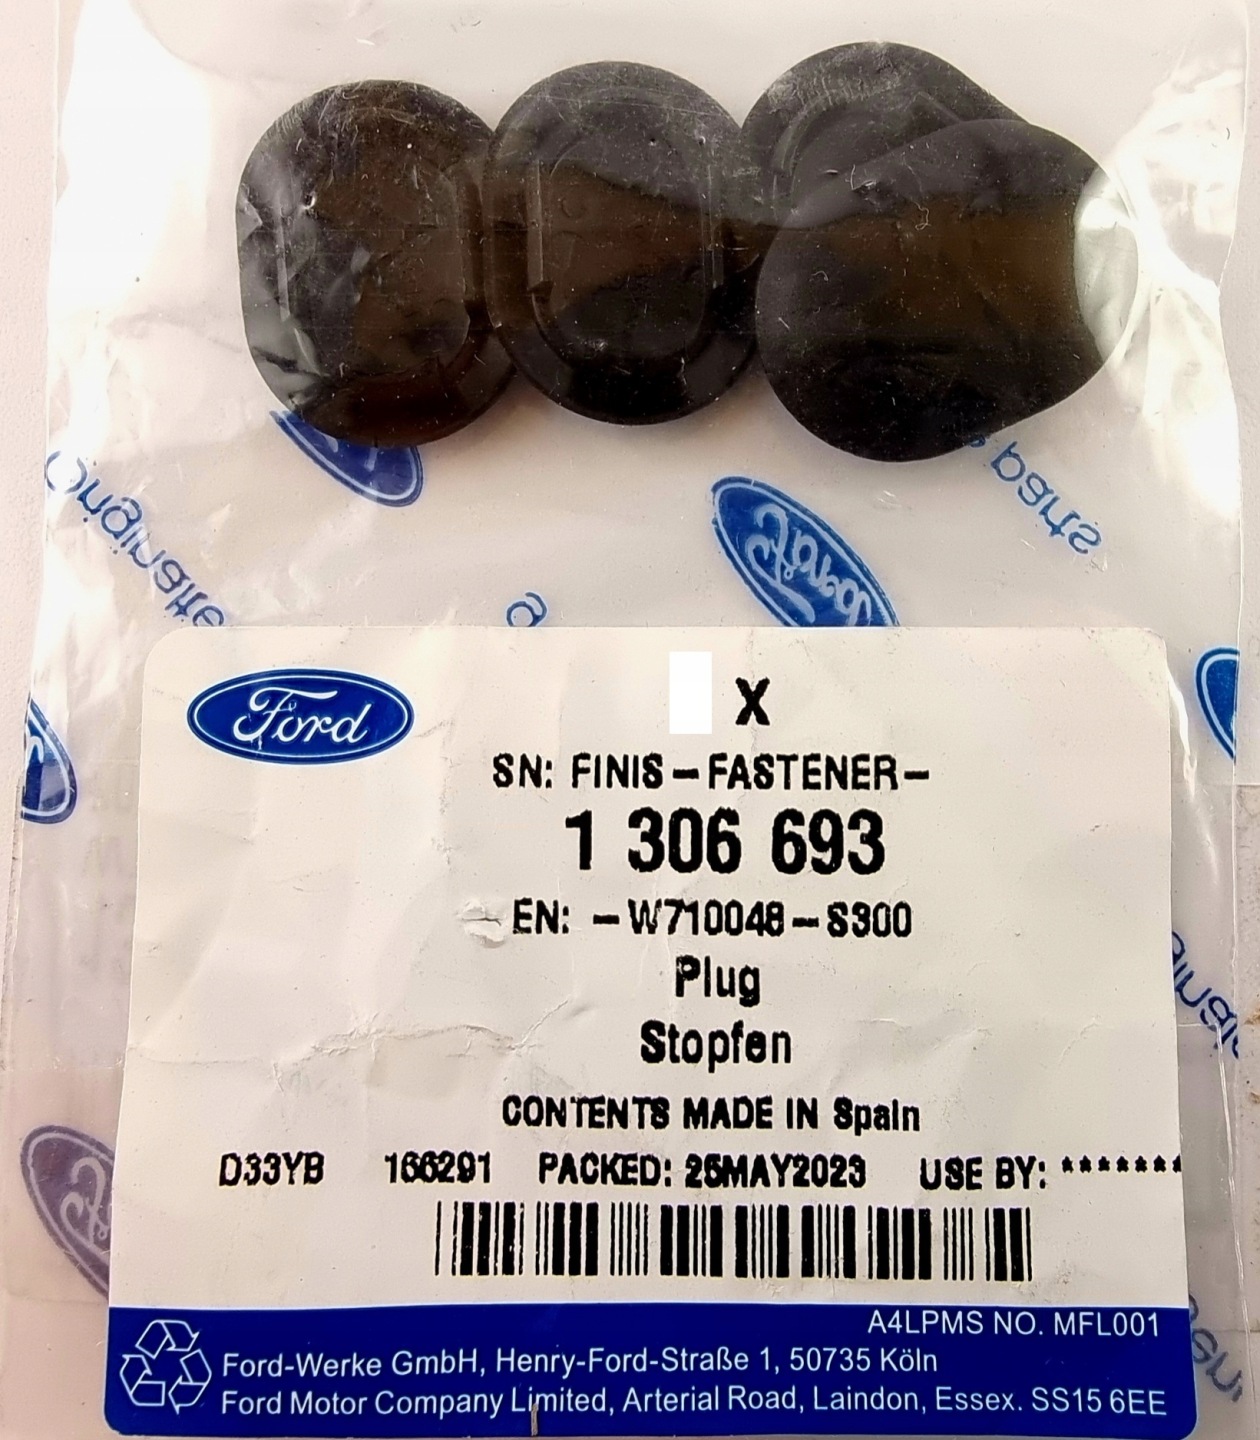 parts
Ford
Ford
X
SN: FINIS-FASTENER-
1 306 693
EN: -W710048-S300
Plug
Stopfen
CONTENTS MADE IN Spain
D33YB 166291 PACKED: 25MAY2023 USE BY: *******
A4LPMS NO. MFL001
Ford-Werke GmbH, Henry-Ford-Straße 1, 50735 Köln
Ford Motor Company Limited, Arterial Road, Laindon, Essex. SS15 6EE